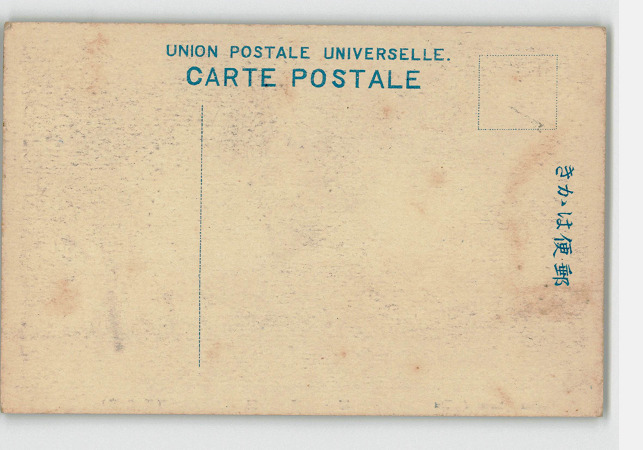 UNION POSTALE UNIVERSELLE.
CARTE POSTALE
きかﾞは便郵